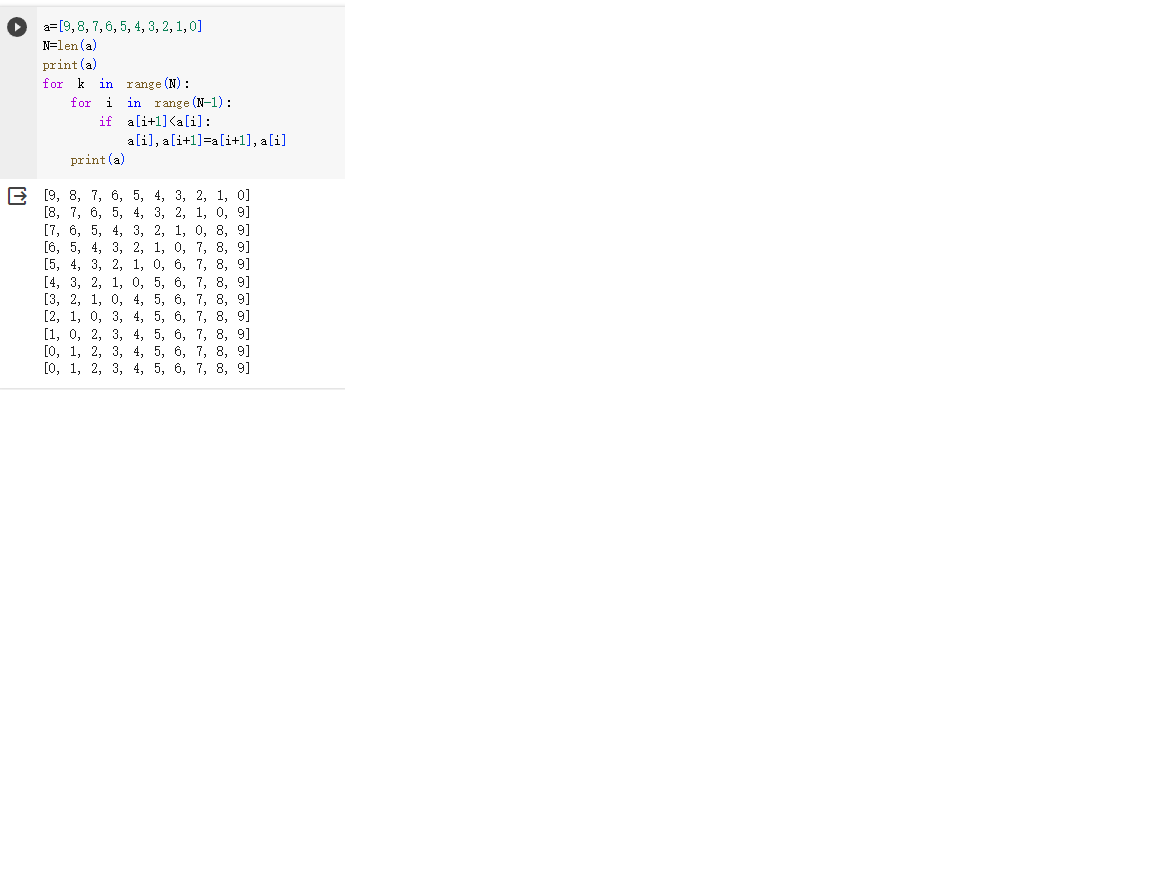 a=[9,8,7,6,5,4,3,2,1,0]
N=len(a)
print(a)
for k in range(N):
    for i in range(N-1):
        if a[i+1]<a[i]:
            a[i],a[i+1]=a[i+1],a[i]
    print(a)
[9, 8, 7, 6, 5, 4, 3, 2, 1, 0]
[8, 7, 6, 5, 4, 3, 2, 1, 0, 9]
[7, 6, 5, 4, 3, 2, 1, 0, 8, 9]
[6, 5, 4, 3, 2, 1, 0, 7, 8, 9]
[5, 4, 3, 2, 1, 0, 6, 7, 8, 9]
[4, 3, 2, 1, 0, 5, 6, 7, 8, 9]
[3, 2, 1, 0, 4, 5, 6, 7, 8, 9]
[2, 1, 0, 3, 4, 5, 6, 7, 8, 9]
[1, 0, 2, 3, 4, 5, 6, 7, 8, 9]
[0, 1, 2, 3, 4, 5, 6, 7, 8, 9]
[0, 1, 2, 3, 4, 5, 6, 7, 8, 9]